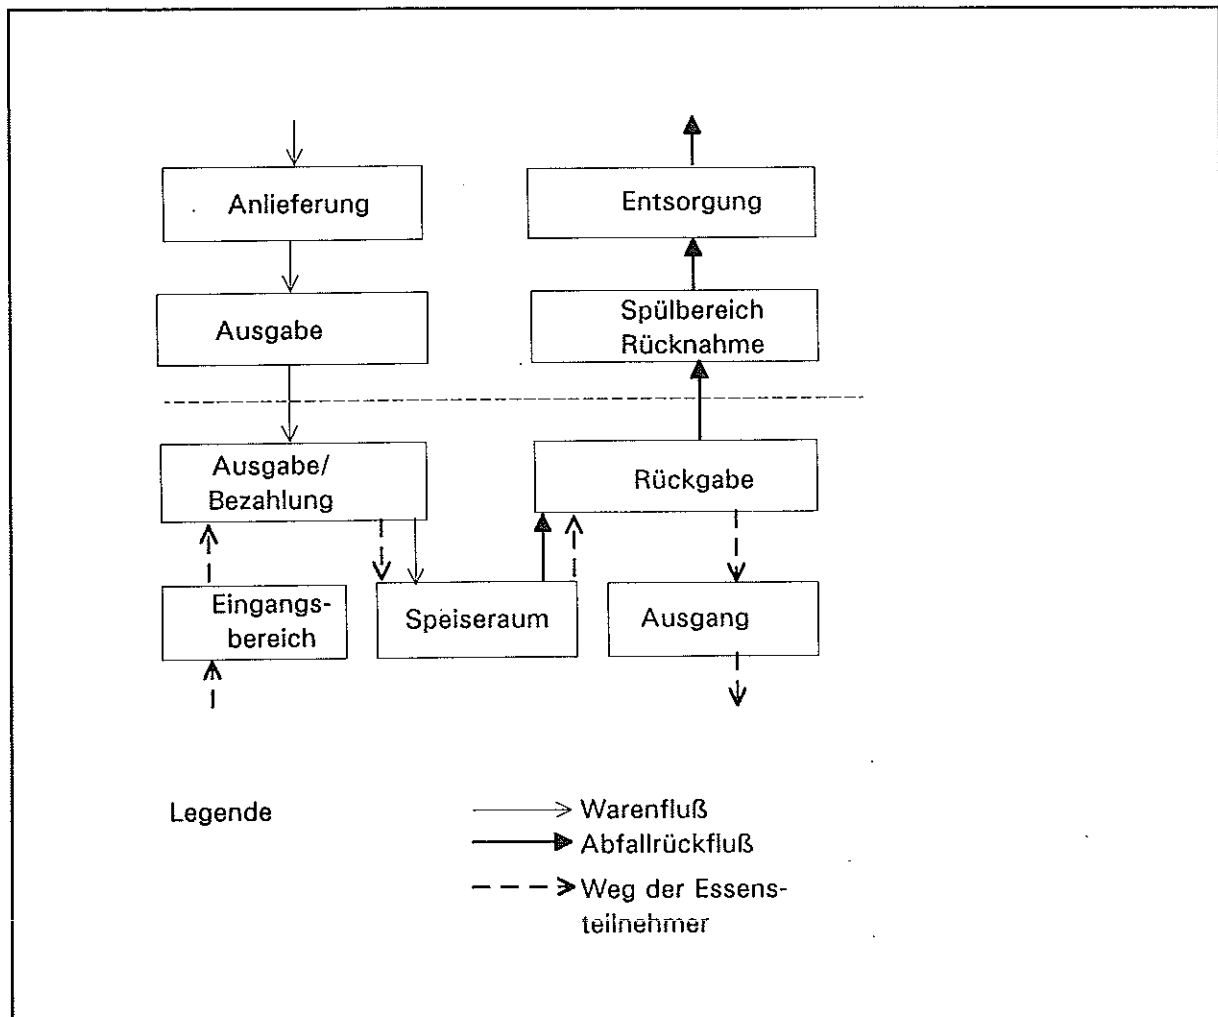 Anlieferung
Entsorgung
Ausgabe
Spülbereich
Rücknahme
Ausgabe/
Bezahlung
Rückgabe
Eingangs-
bereich
Speiseraum
Ausgang
Legende
Warenfluß
Abfallrückfluß
Weg der Essens-
teilnehmer